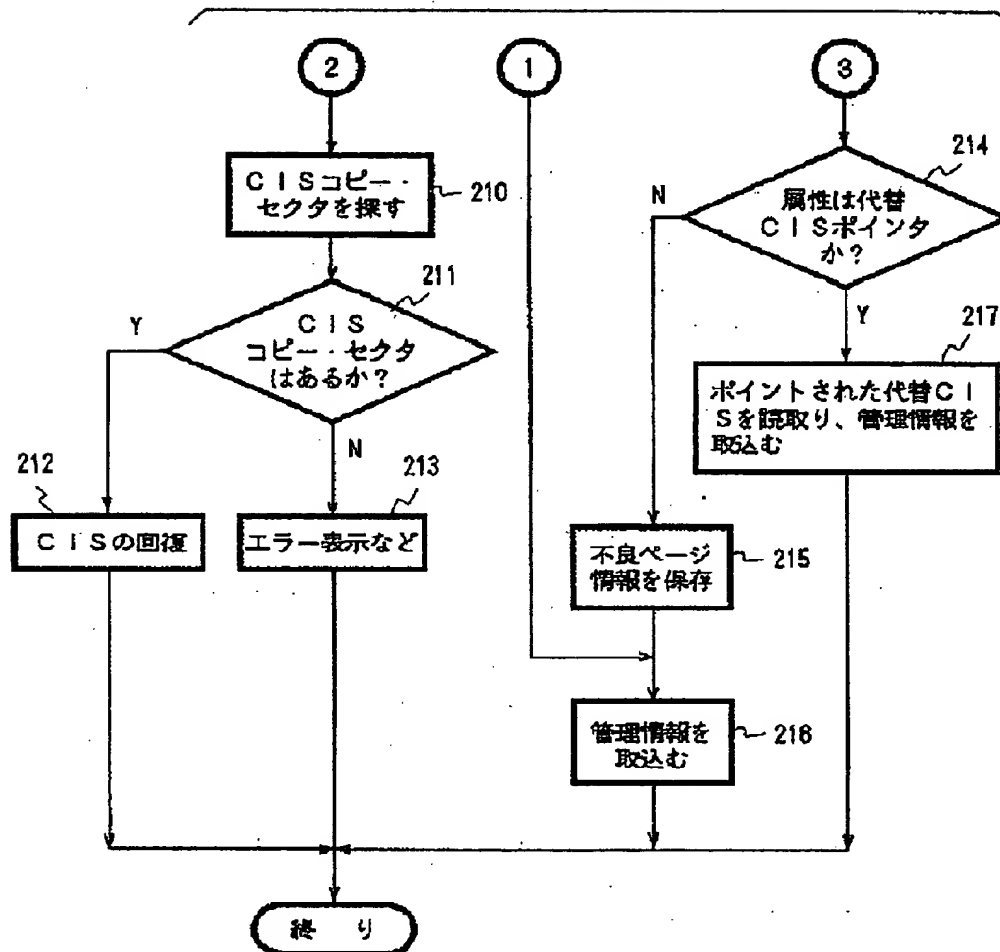 2
1
3
CISコピー・
セクタを探す
210
214
属性は代替
CISポインタ
か?
N
Y
211
CIS
コピー・セクタ
はあるか?
Y
N
217
ポイントされた代替CI
Sを読取り、管理情報を
取込む
212
CISの回復
213
エラー表示など
不良ページ
情報を保存
215
管理情報を
取込む
216
終り